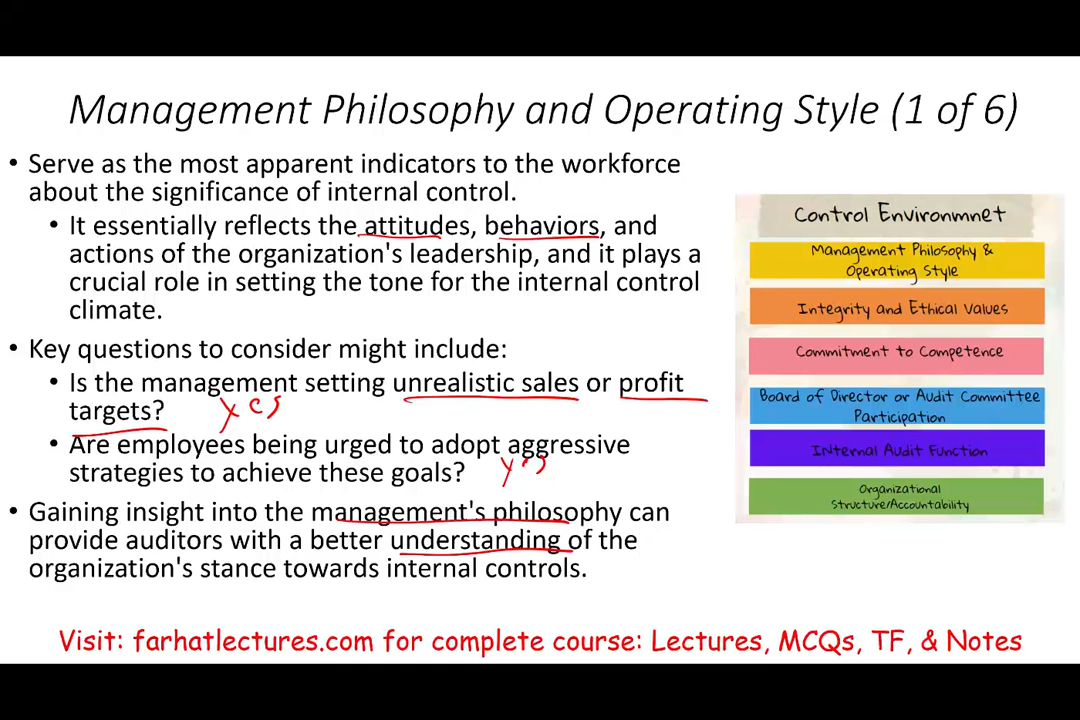 Management Philosophy and Operating Style (1 of 6)
• Serve as the most apparent indicators to the workforce
about the significance of internal control.
• It essentially reflects the attitudes, behaviors, and
actions of the organization's leadership, and it plays a
crucial role in setting the tone for the internal control
climate.
• Key questions to consider might include:
• Is the management setting unrealistic sales or profit
targets?
yes
• Are employees being urged to adopt aggressive
strategies to achieve these goals?
yes
• Gaining insight into the management's philosophy can
provide auditors with a better understanding of the
organization's stance towards internal controls.
Control Environmnet
Management Philosophy &
Operating Style
Integrity and Ethical Values
Commitment to Competence
Board of Director or Audit Committee
Participation
INternal Audit Function
Organizational
Structure/Accountability
Visit: farhatlectures.com for complete course: Lectures, MCQs, TF, & Notes